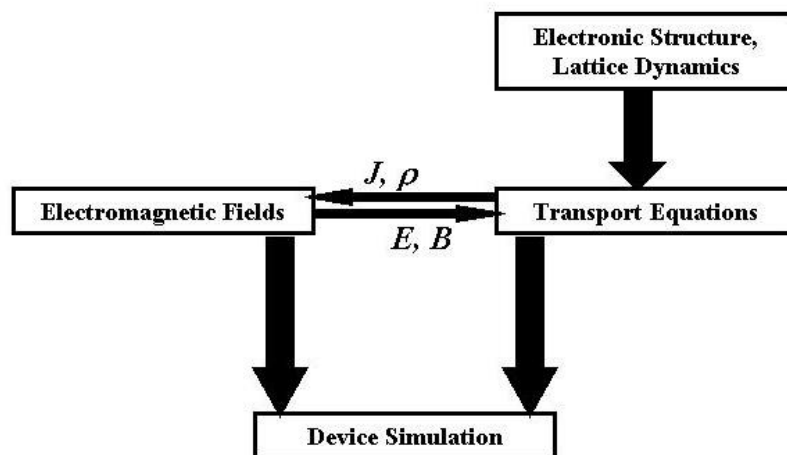 Electronic Structure,
Lattice Dynamics
J, ρ
Electromagnetic Fields
Transport Equations
E, B
Device Simulation